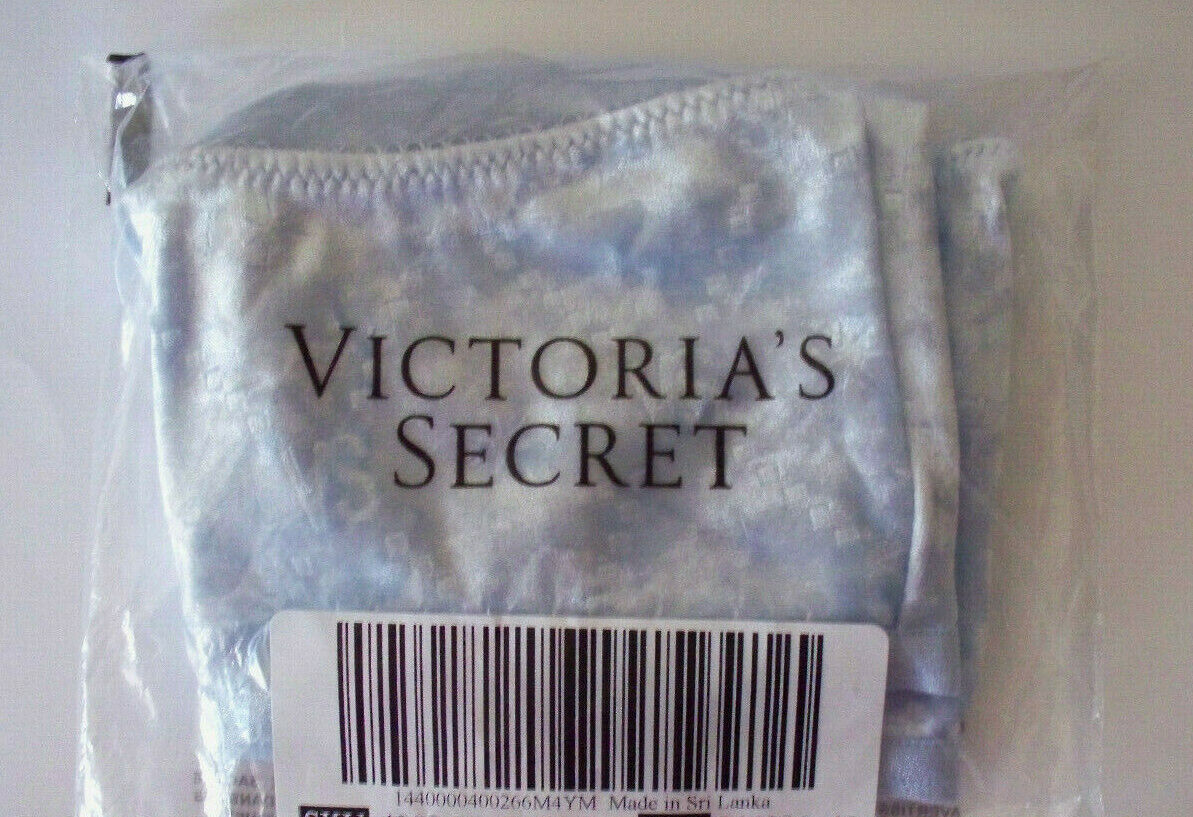 VICTORIA'S
SECRET
1440000400266M4YM Made in Sri Lanka